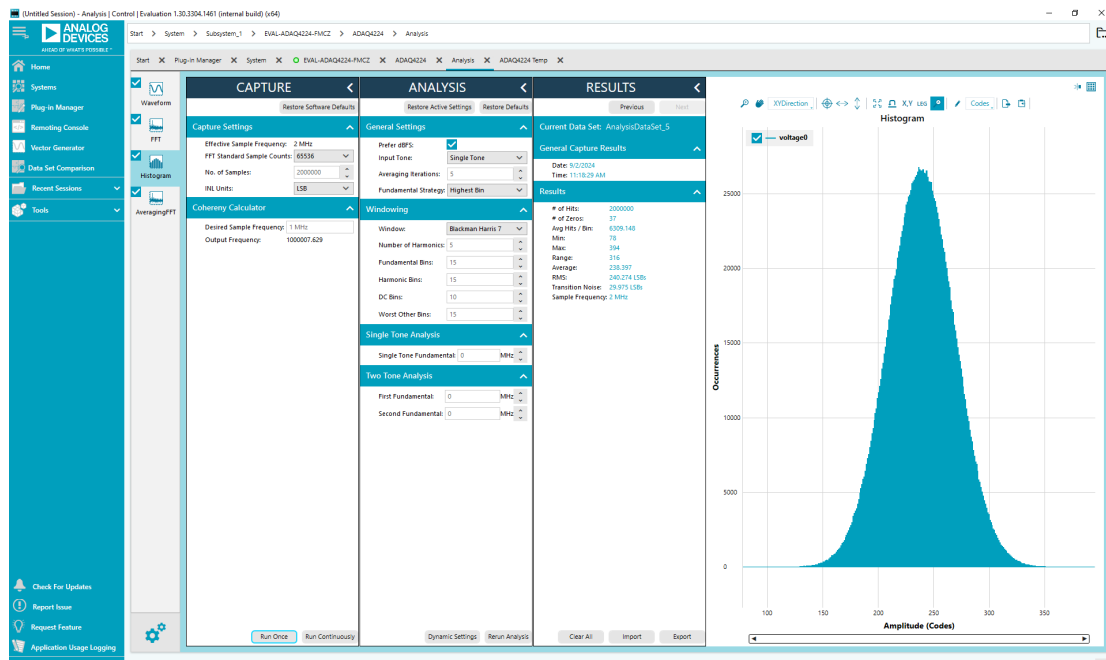 (Untitled Session) - Analysis | Control | Evaluation 1.30.3304.1461 (internal build) (x64)
ANALOG
DEVICES
AHEAD OF WHAT'S POSSIBLE™
Start > System > Subsystem_1 > EVAL-ADAQ4224-FMCZ > ADAQ4224 > Analysis
Start X Plug-in Manager X System X EVAL-ADAQ4224-FMCZ X ADAQ4224 X Analysis X ADAQ4224 Temp X
Home
Systems
Plug-in Manager
Remoting Console
Vector Generator
Data Set Comparison
Recent Sessions
Tools
Check For Updates
Report Issue
Request Feature
Application Usage Logging
Waveform
FFT
Histogram
AveragingFFT
CAPTURE
Restore Software Defaults
Capture Settings
Effective Sample Frequency: 2 MHz
FFT Standard Sample Counts: 65536
No. of Samples: 2000000
INL Units: LSB
Cohereny Calculator
Desired Sample Frequency: 1 MHz
Output Frequency: 1000007.629
Run Once Run Continuously
ANALYSIS
Restore Active Settings Restore Defaults
General Settings
Prefer dBFS:
Input Tone: Single Tone
Averaging Iterations: 5
Fundamental Strategy: Highest Bin
Windowing
Window: Blackman Harris 7
Number of Harmonics: 5
Fundamental Bins: 15
Harmonic Bins: 15
DC Bins: 10
Worst Other Bins: 15
Single Tone Analysis
Single Tone Fundamental: 0 MHz
Two Tone Analysis
First Fundamental: 0 MHz
Second Fundamental: 0 MHz
Dynamic Settings Rerun Analysis
RESULTS
Previous Next
Current Data Set: AnalysisDataSet_5
General Capture Results
Date: 9/2/2024
Time: 11:18:29 AM
Results
# of Hits: 2000000
# of Zeros: 37
Avg Hits / Bin: 6309.148
Min: 78
Max: 394
Range: 316
Average: 238.397
RMS: 240.274 LSBs
Transition Noise: 29.975 LSBs
Sample Frequency: 2 MHz
Clear All Import Export
XYDirection X,Y LEG Codes
Histogram
voltage0
Occurrences
25000
20000
15000
10000
5000
0
100 150 200 250 300 350
Amplitude (Codes)